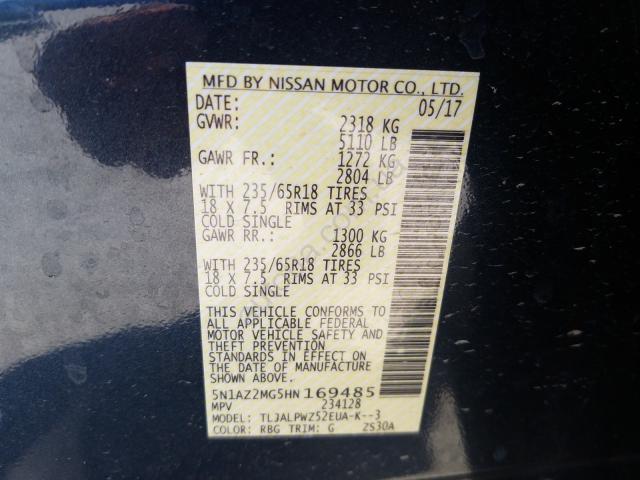 MFD BY NISSAN MOTOR CO., LTD.
DATE: 05/17
GVWR: 2318 KG
5110 LB
GAWR FR.: 1272 KG
2804 LB
WITH 235/65R18 TIRES
18 X 7.5 RIMS AT 33 PSI
COLD SINGLE
GAWR RR.: 1300 KG
2866 LB
WITH 235/65R18 TIRES
18 X 7.5 RIMS AT 33 PSI
COLD SINGLE
THIS VEHICLE CONFORMS TO
ALL APPLICABLE FEDERAL
MOTOR VEHICLE SAFETY AND
THEFT PREVENTION
STANDARDS IN EFFECT ON
THE DATE OF MANUFACTURE
SHOWN ABOVE.
5N1AZ2MG5HN169485
MPV 234128
MODEL: TL3ALPWZ52EUA-K--3
COLOR: RBG TRIM: G 2S30A